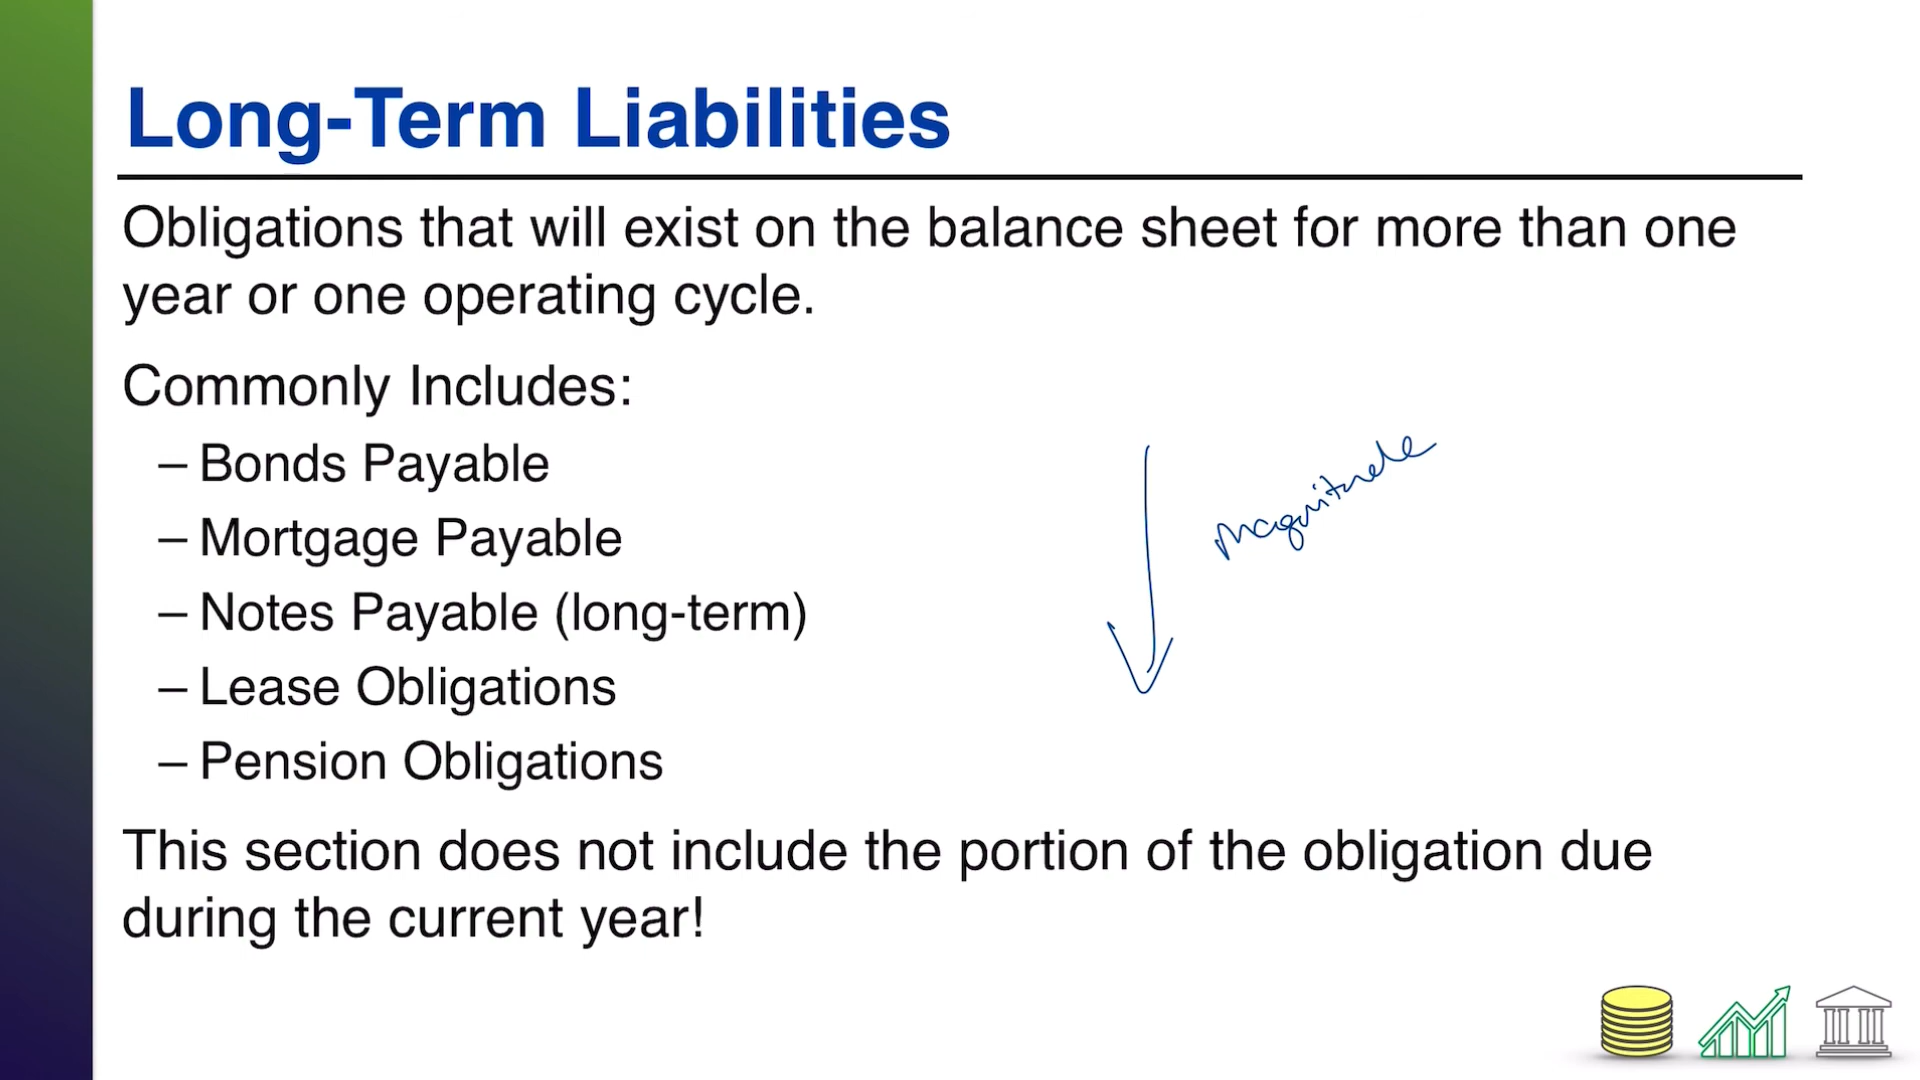 Long-Term Liabilities
Obligations that will exist on the balance sheet for more than one
year or one operating cycle.
Commonly Includes:
– Bonds Payable
– Mortgage Payable
– Notes Payable (long-term)
– Lease Obligations
– Pension Obligations
Magnitude
This section does not include the portion of the obligation due
during the current year!